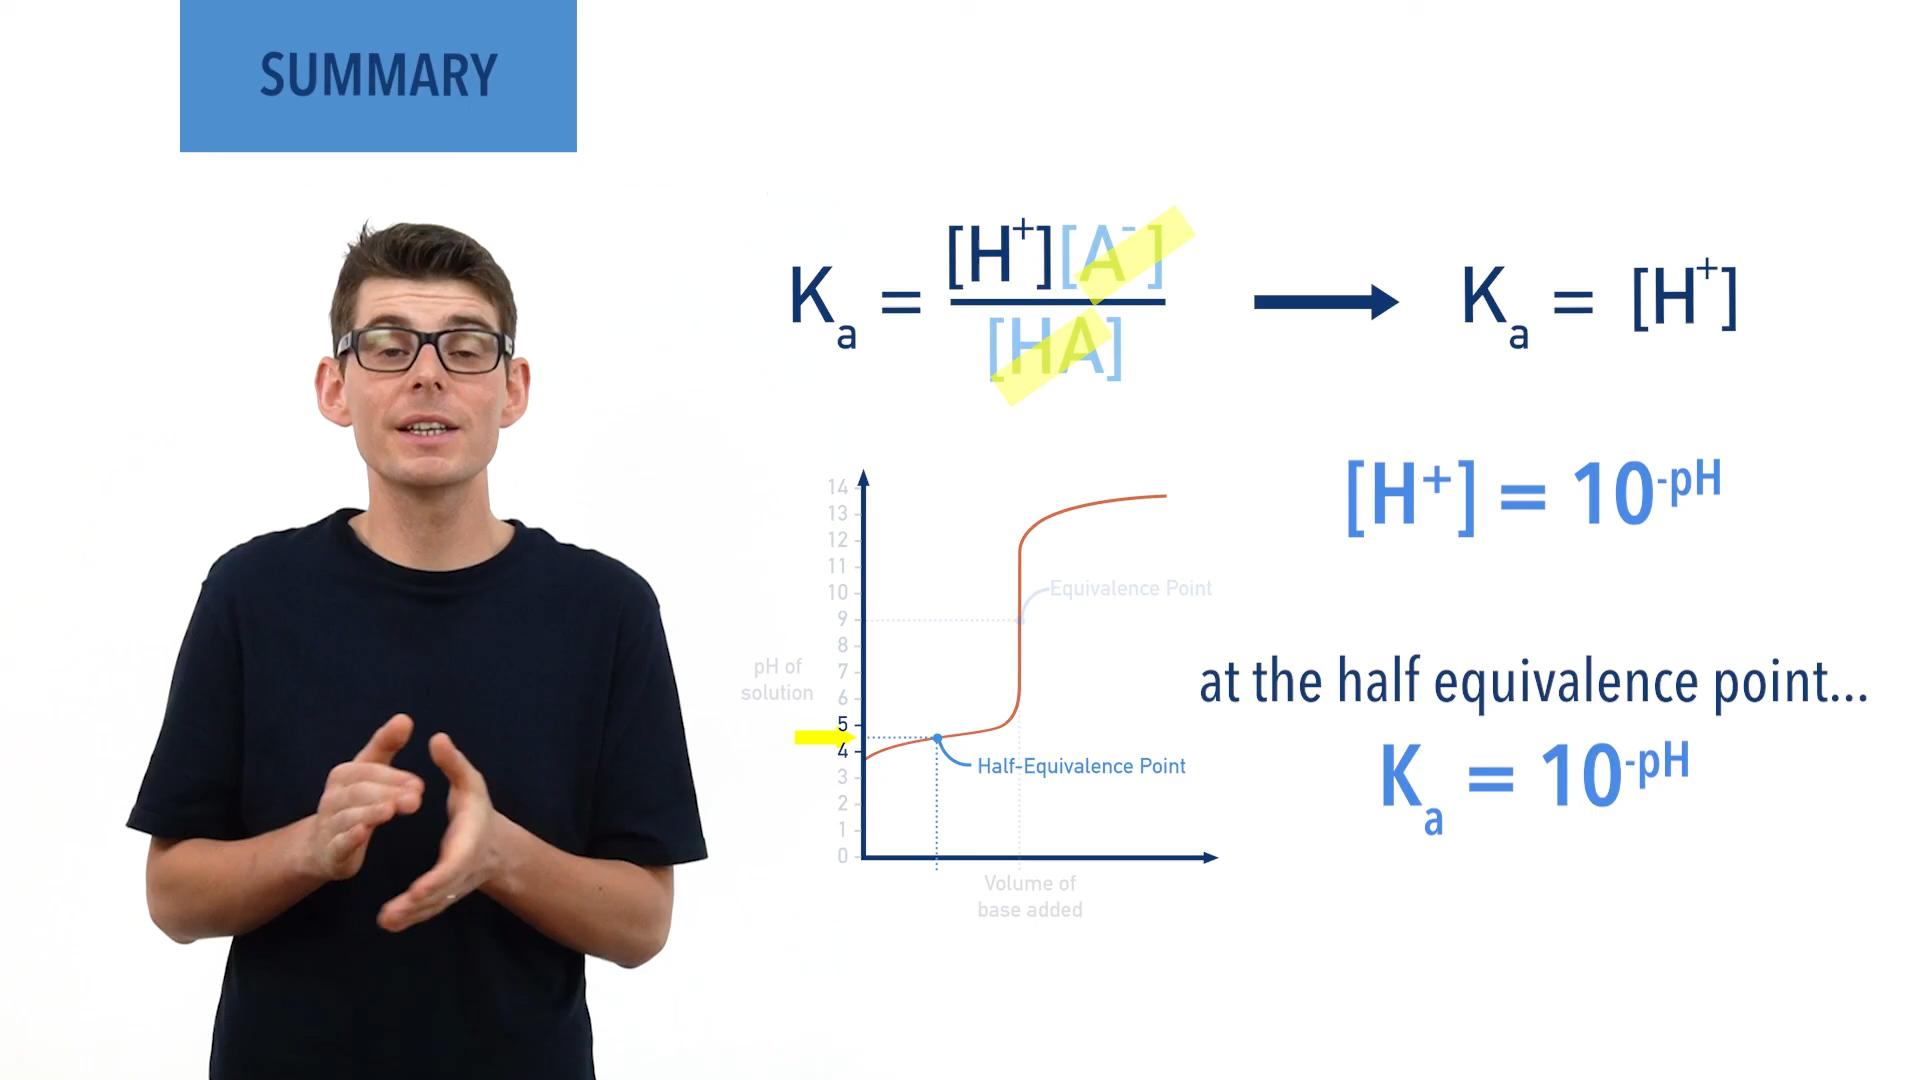 SUMMARY
Kₐ = [H⁺][A⁻]
[HA]
Kₐ = [H⁺]
[H⁺] = 10⁻ᵖᴴ
14
13
12
11
10
9
8
7
6
5
4
3
2
1
0
pH of
solution
Equivalence Point
Half-Equivalence Point
Volume of
base added
at the half equivalence point...
Kₐ = 10⁻ᵖᴴ